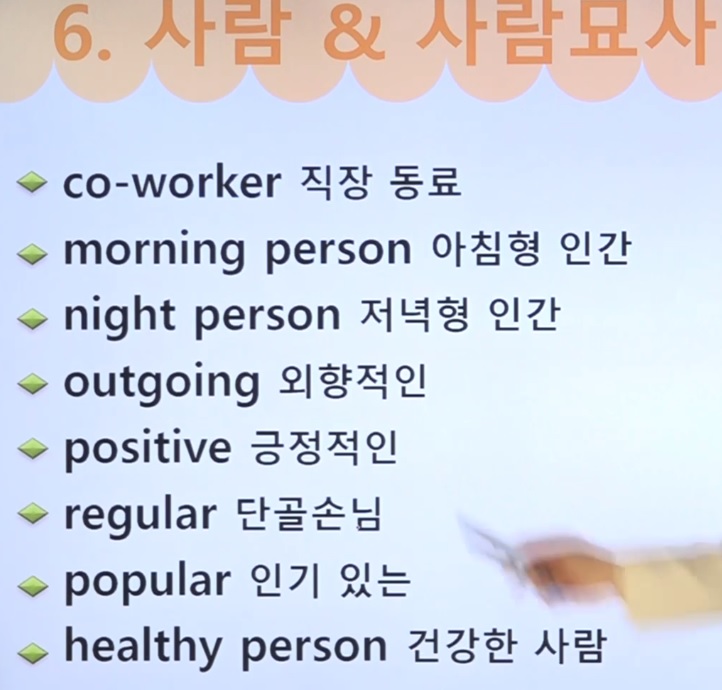 6. 사람 & 사람묘사
co-worker 직장 동료
morning person 아침형 인간
night person 저녁형 인간
outgoing 외향적인
positive 긍정적인
regular 단골손님
popular 인기 있는
healthy person 건강한 사람